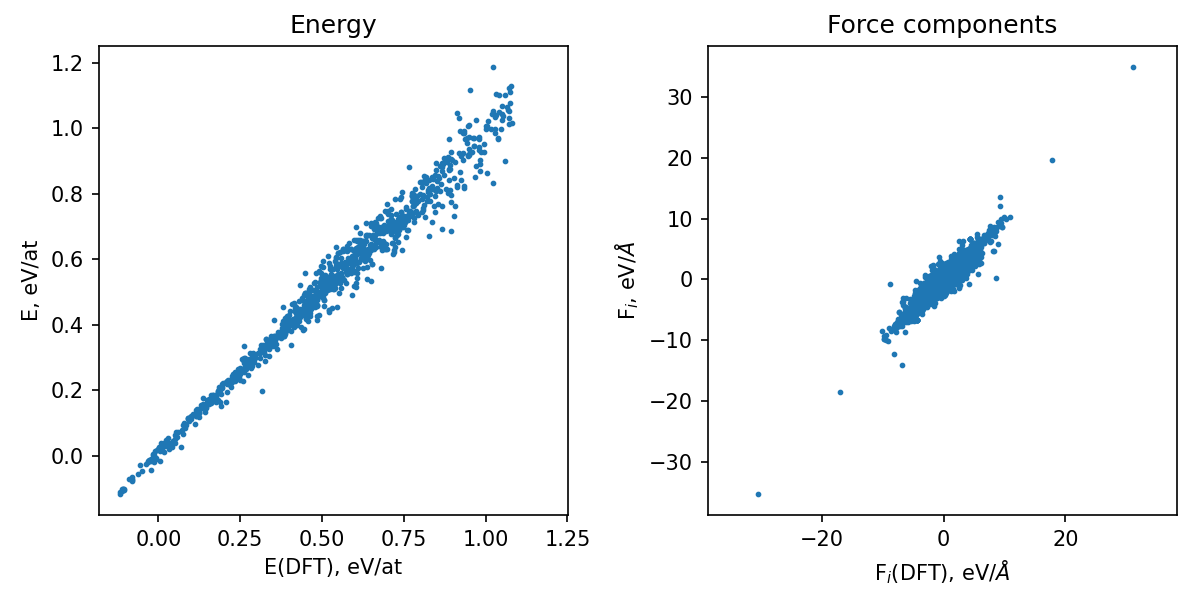 Energy
1.2
1.0
0.8
0.6
0.4
0.2
0.0
E, eV/at
0.00 0.25 0.50 0.75 1.00 1.25
E(DFT), eV/at
Force components
30
20
10
0
−10
−20
−30
Fᵢ, eV/Å
−20 0 20
Fᵢ(DFT), eV/Å